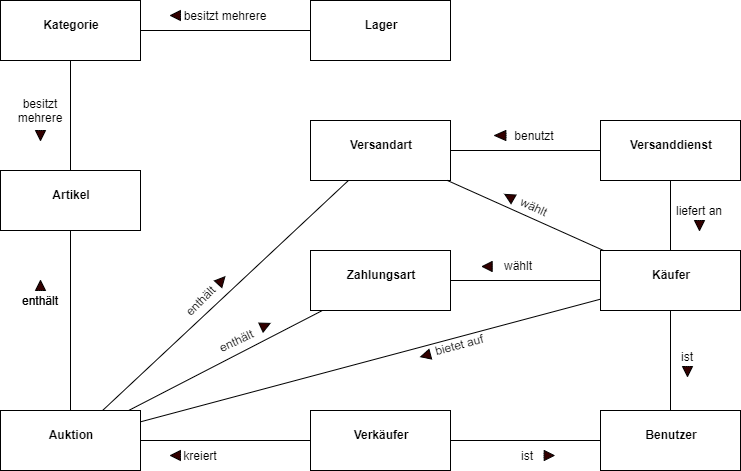 Kategorie
besitzt mehrere
Lager
besitzt
mehrere
Versandart
benutzt
Versanddienst
Artikel
wählt
liefert an
enthält
enthält
Zahlungsart
wählt
Käufer
enthält
bietet auf
ist
Auktion
kreiert
Verkäufer
ist
Benutzer